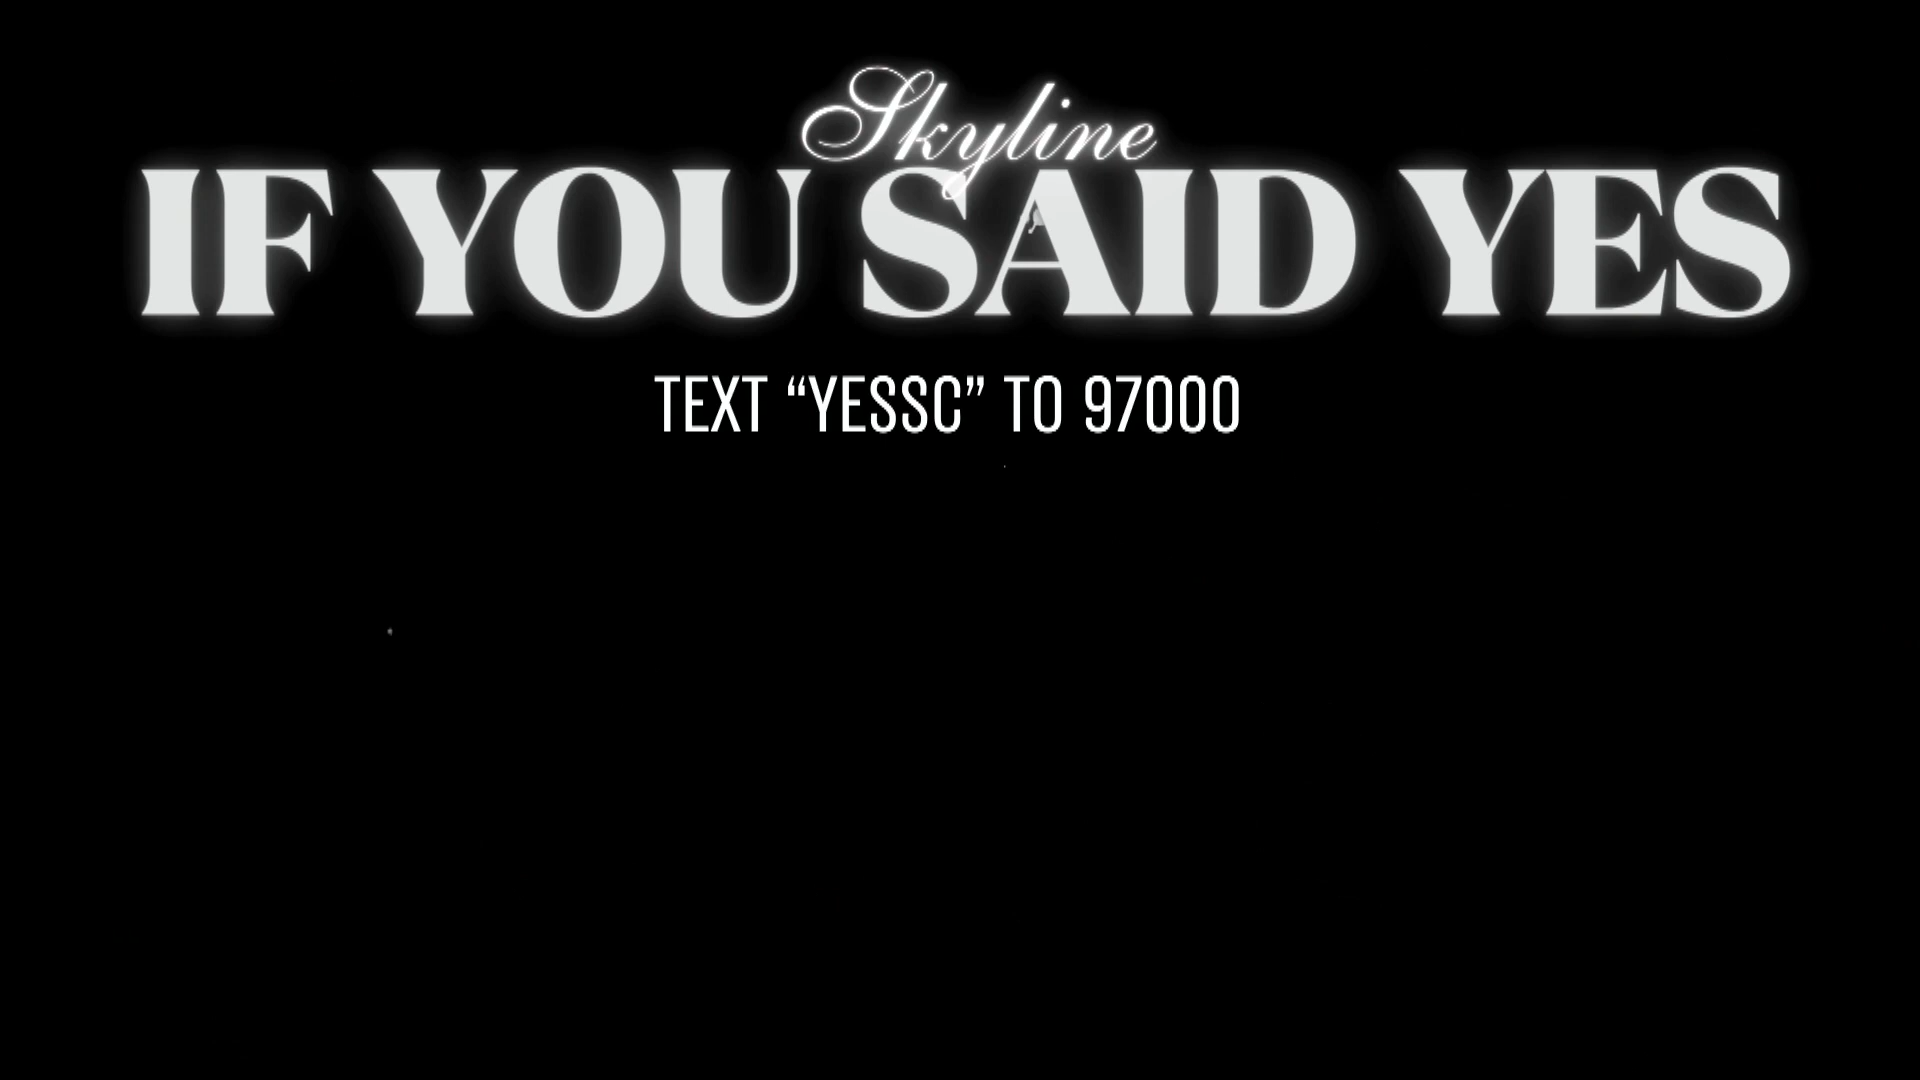 Skyline
IF YOU SAID YES
TEXT “YESSC” TO 97000